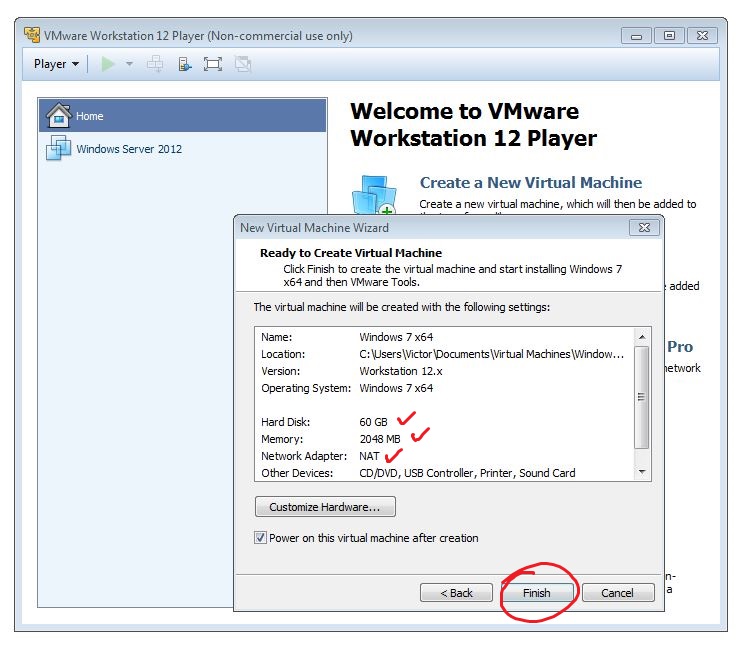 VMware Workstation 12 Player (Non-commercial use only)
Player
Home
Windows Server 2012
Welcome to VMware
Workstation 12 Player
Create a New Virtual Machine
Create a new virtual machine, which will then be added to
New Virtual Machine Wizard
Ready to Create Virtual Machine
Click Finish to create the virtual machine and start installing Windows 7
x64 and then VMware Tools.
added
The virtual machine will be created with the following settings:
Name: Windows 7 x64
Location: C:\Users\Victor\Documents\Virtual Machines\Window...
Version: Workstation 12.x
Operating System: Windows 7 x64
Pro
etwork
Hard Disk: 60 GB
Memory: 2048 MB
Network Adapter: NAT
Other Devices: CD/DVD, USB Controller, Printer, Sound Card
Customize Hardware...
Power on this virtual machine after creation
n-
a
< Back Finish Cancel